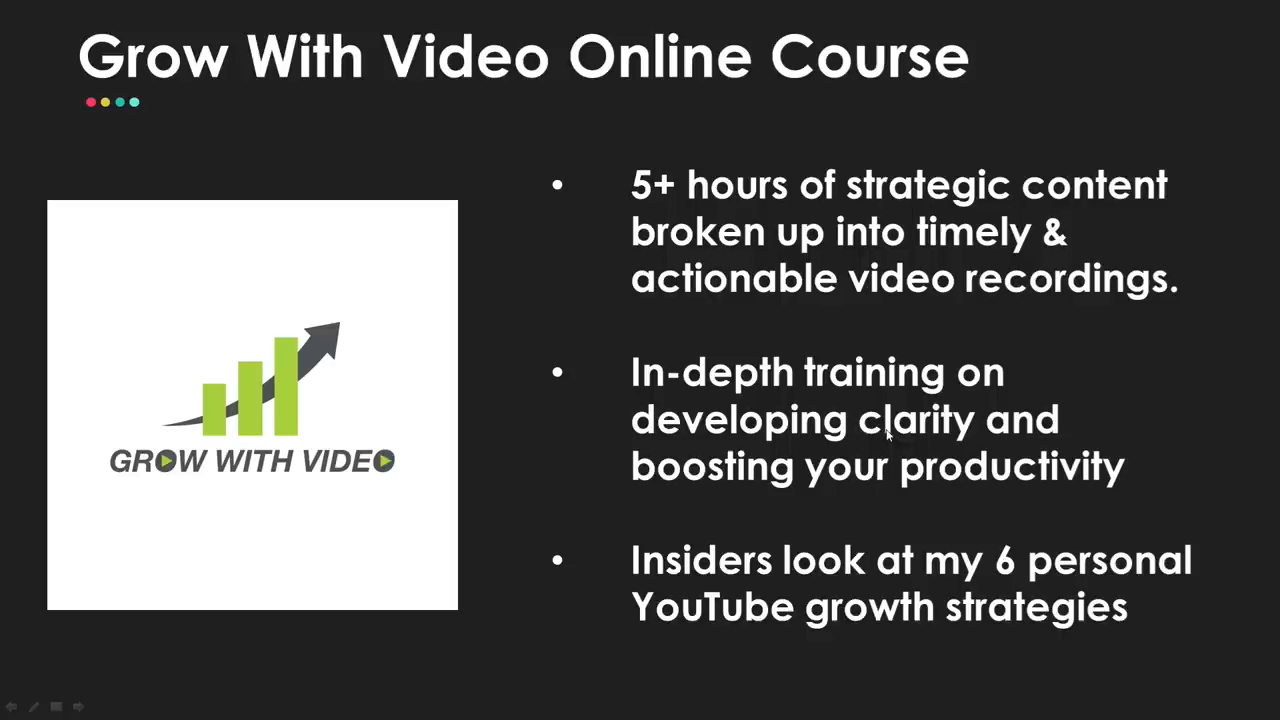 Grow With Video Online Course
• 5+ hours of strategic content
broken up into timely &
actionable video recordings.
• In-depth training on
developing clarity and
boosting your productivity
• Insiders look at my 6 personal
YouTube growth strategies
GROW WITH VIDEO